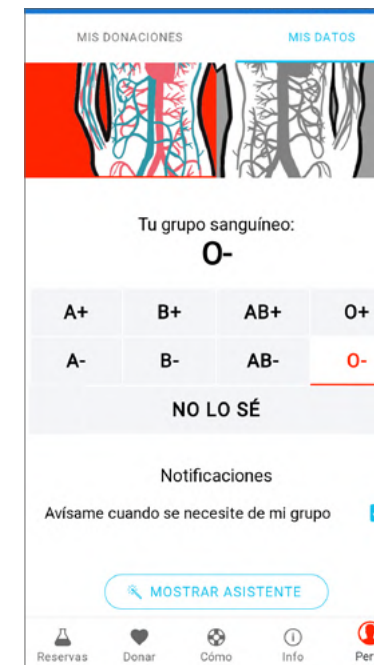 MIS DONACIONES MIS DATOS
Tu grupo sanguíneo:
O-
A+ B+ AB+ O+
A- B- AB- O-
NO LO SÉ
Notificaciones
Avísame cuando se necesite de mi grupo
MOSTRAR ASISTENTE
Reservas Donar Cómo Info Per